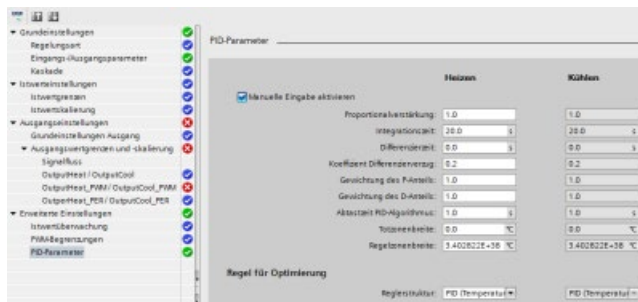 Grundeinstellungen
Regelungsart
Eingangs-/Ausgangsparameter
Kaskade
Istwerteinstellungen
Istwertgrenzen
Istwertskalierung
Ausgangseinstellungen
Grundeinstellungen Ausgang
Ausgangswertgrenzen und -skalierung
Signalfluss
OutputHeat / OutputCool
OutputHeat_PWM / OutputCool_PWM
OutputHeat_PER / OutputCool_PER
Erweiterte Einstellungen
Istwertüberwachung
PWM-Begrenzungen
PID-Parameter
PID-Parameter
Heizen Kühlen
Manuelle Eingabe aktivieren
Proportionalverstärkung: 1.0 1.0
Integrationszeit: 20.0 s 20.0 s
Differenzierzeit: 0.0 s 0.0 s
Koeffizient Differenzierverzug: 0.2 0.2
Gewichtung des P-Anteils: 1.0 1.0
Gewichtung des D-Anteils: 1.0 1.0
Abtastzeit PID-Algorithmus: 1.0 s 1.0 s
Totzonenbreite: 0.0 °C 0.0 °C
Regelzonenbreite: 3.402822E+38 °C 3.402822E+38 °C
Regel für Optimierung
Reglerstruktur: PID (Temperatur PID (Temperatur